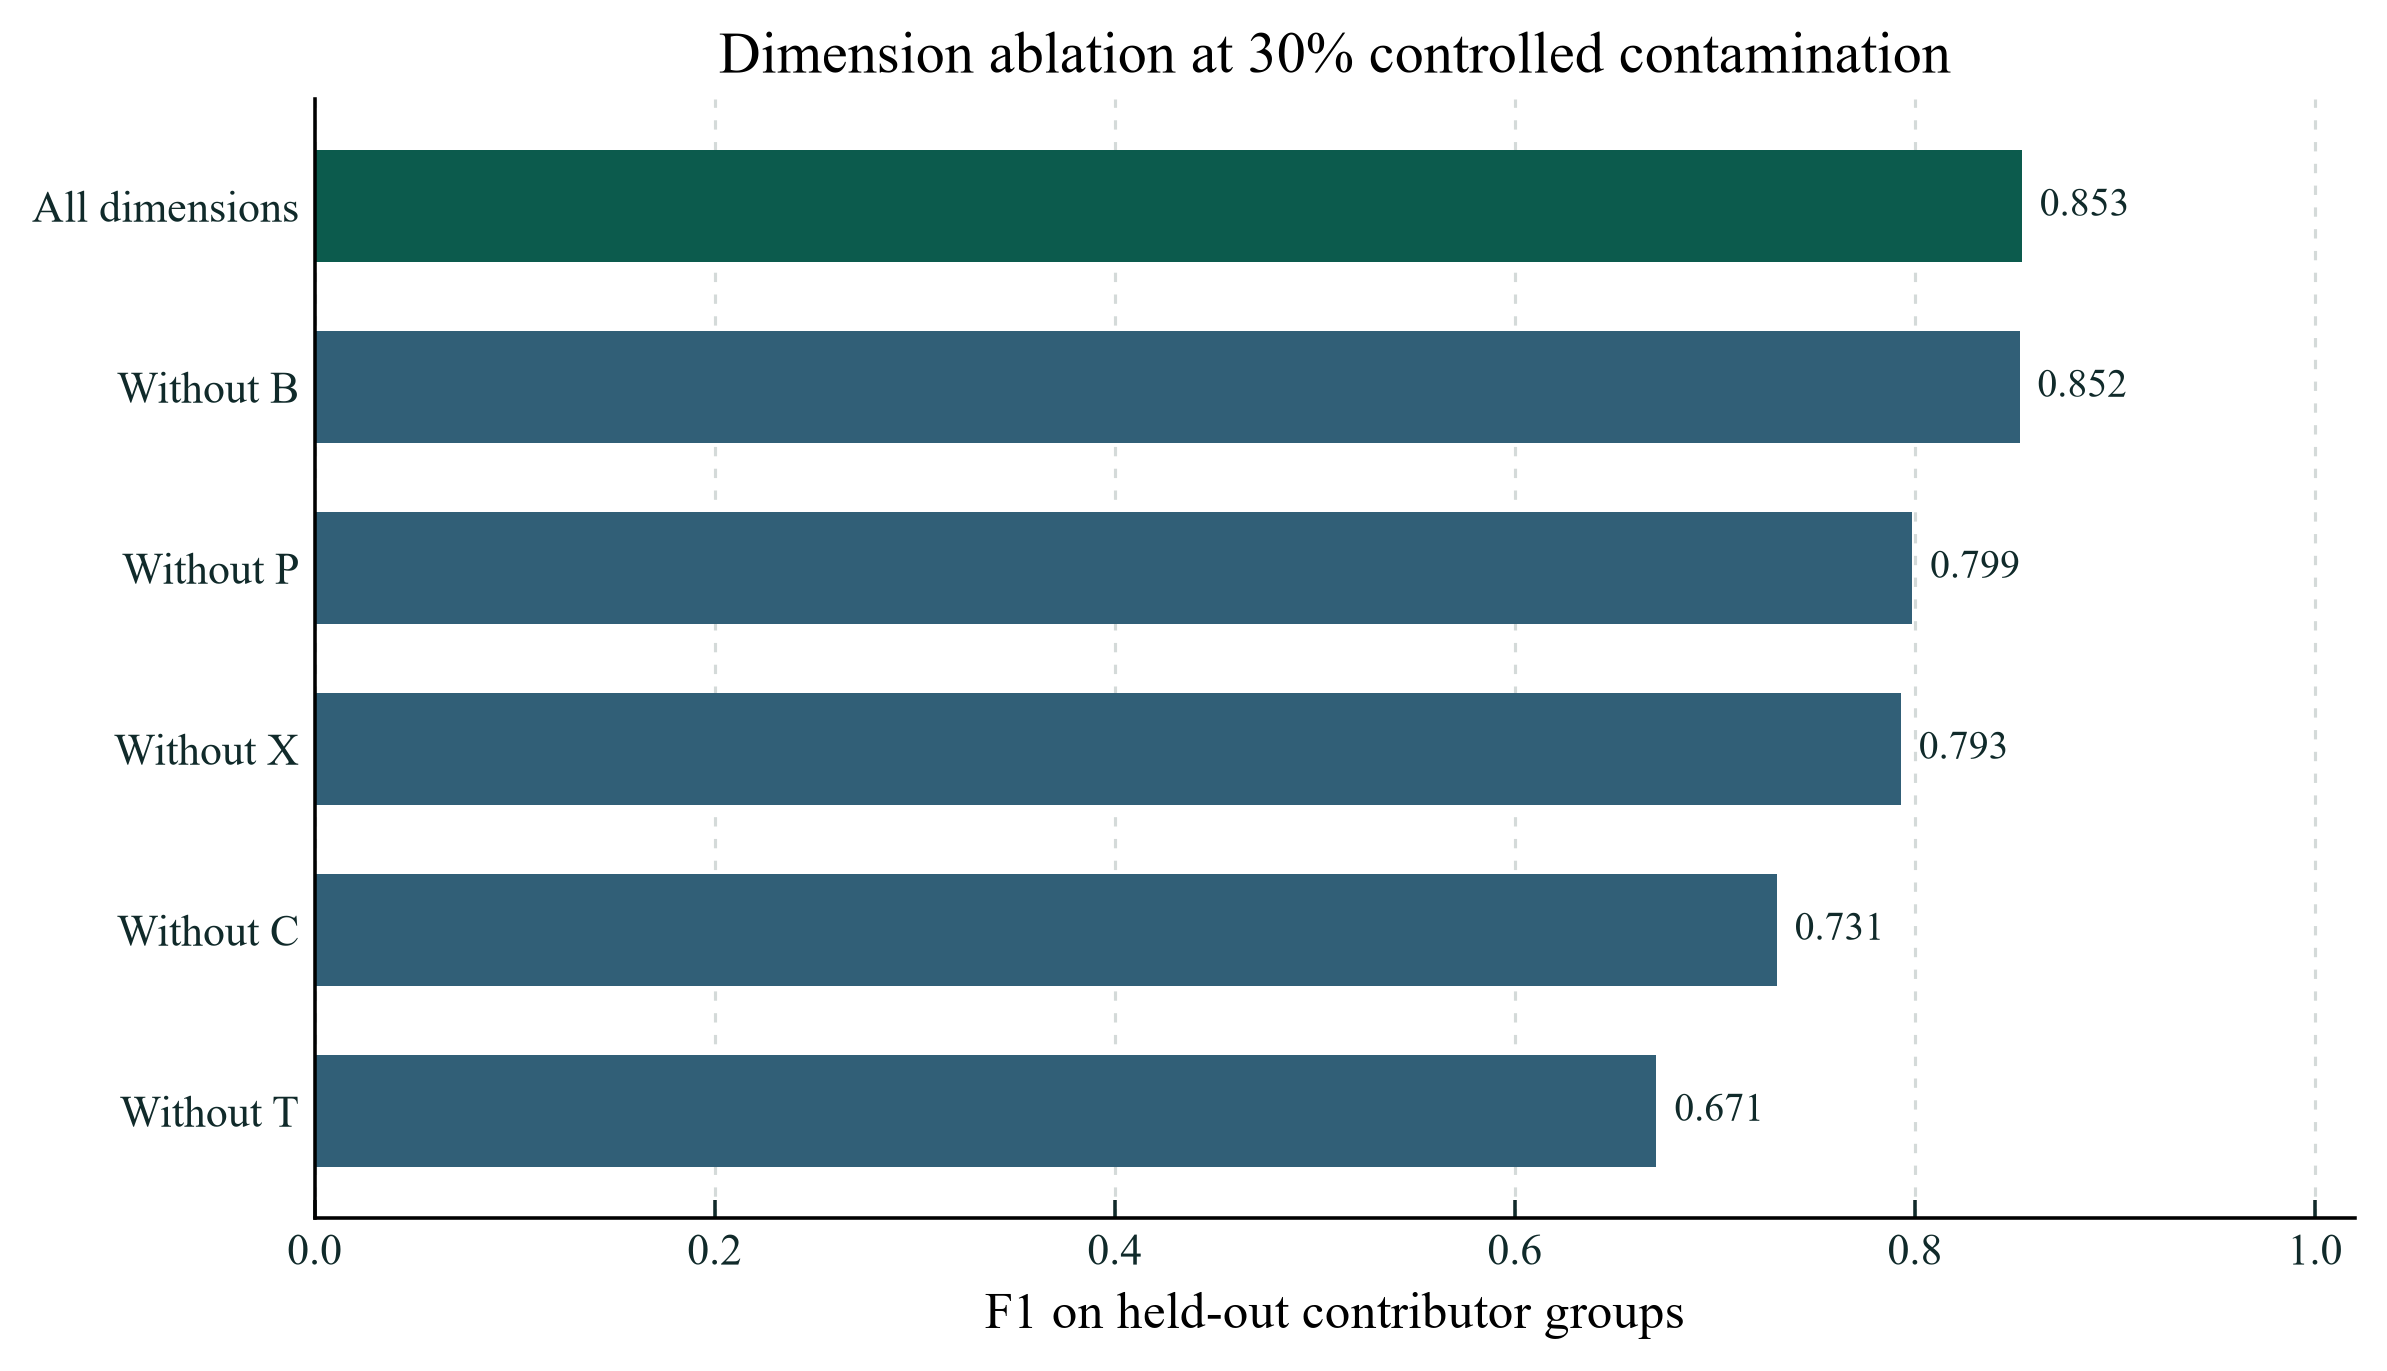 Dimension ablation at 30% controlled contamination
All dimensions 0.853
Without B 0.852
Without P 0.799
Without X 0.793
Without C 0.731
Without T 0.671
0.0 0.2 0.4 0.6 0.8 1.0
F1 on held-out contributor groups